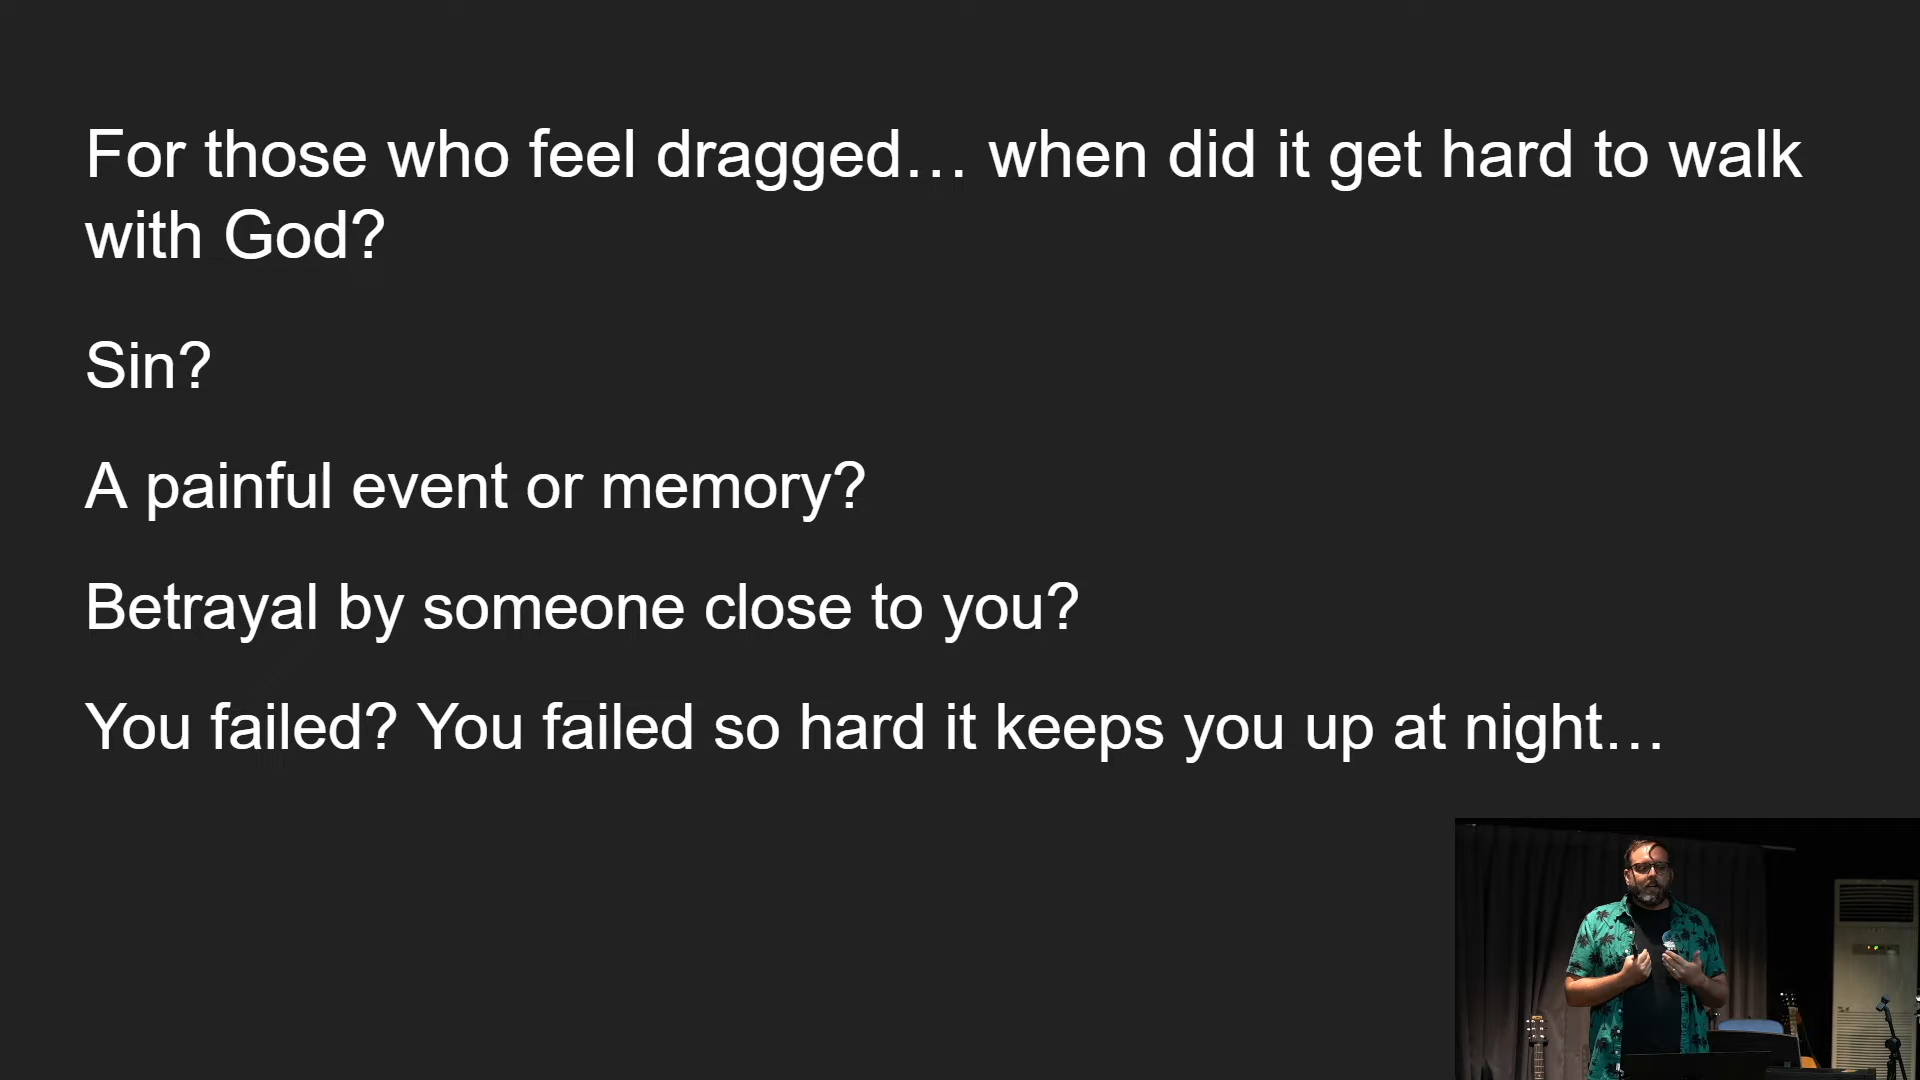 For those who feel dragged… when did it get hard to walk
with God?
Sin?
A painful event or memory?
Betrayal by someone close to you?
You failed? You failed so hard it keeps you up at night…